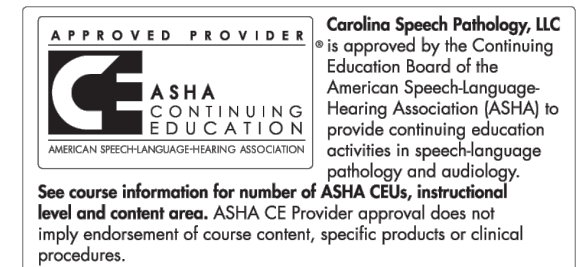 APPROVED PROVIDER
CE ASHA
CONTINUING
EDUCATION
AMERICAN SPEECH-LANGUAGE-HEARING ASSOCIATION
®
Carolina Speech Pathology, LLC
is approved by the Continuing
Education Board of the
American Speech-Language-
Hearing Association (ASHA) to
provide continuing education
activities in speech-language
pathology and audiology.
See course information for number of ASHA CEUs, instructional
level and content area. ASHA CE Provider approval does not
imply endorsement of course content, specific products or clinical
procedures.